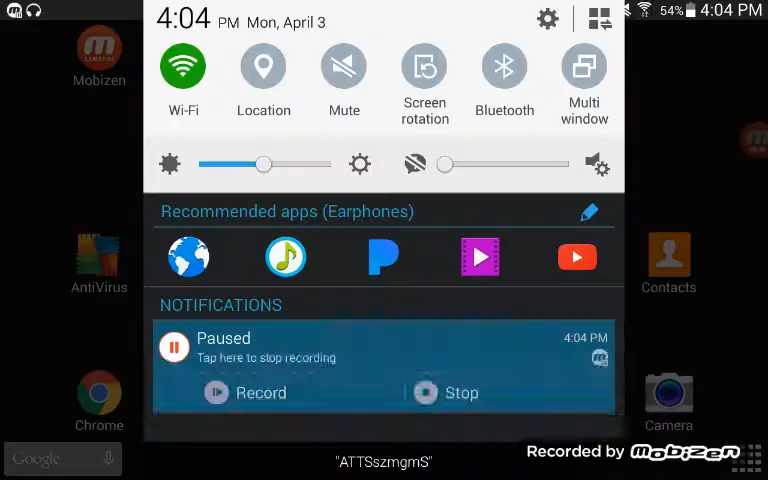 54% 4:04 PM
4:04 PM Mon, April 3
Mobizen
Wi-Fi
Location
Mute
Screen rotation
Bluetooth
Multi window
Recommended apps (Earphones)
AntiVirus
Contacts
NOTIFICATIONS
Paused
4:04 PM
Tap here to stop recording
Record
Stop
Chrome
Camera
Google
"ATTSszmgmS"
Recorded by Mobizen